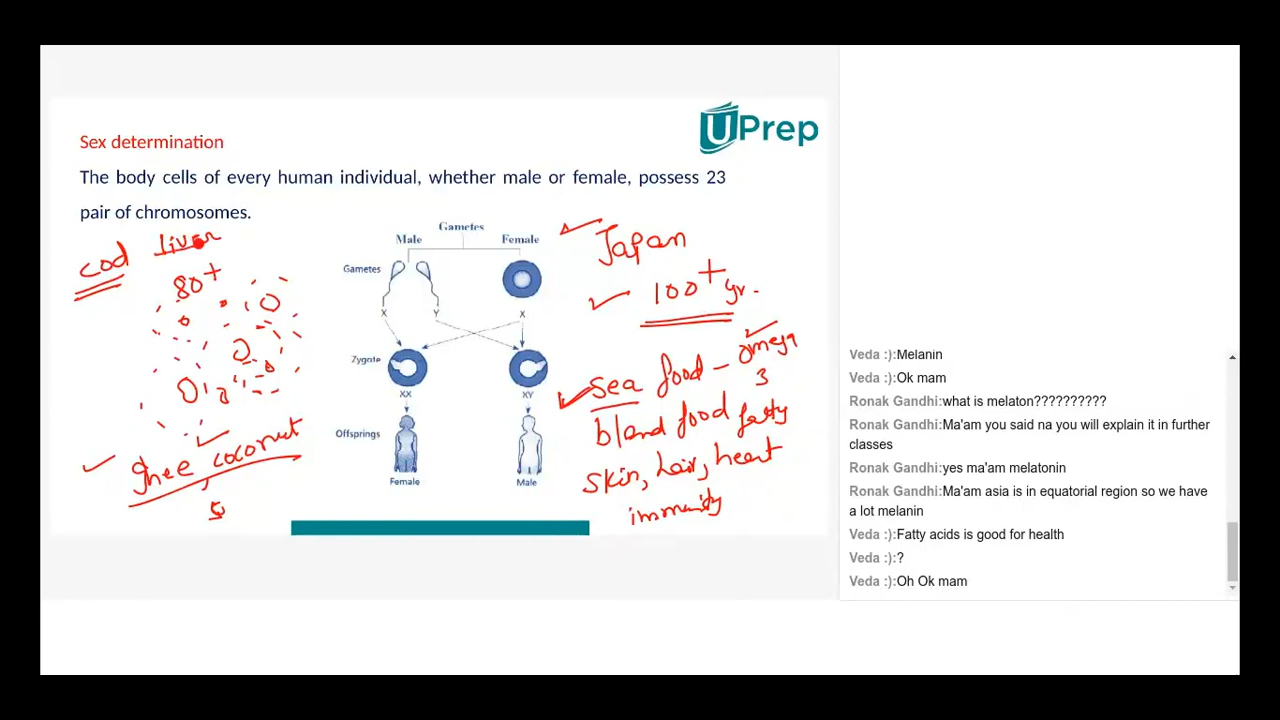 UPrep
Sex determination
The body cells of every human individual, whether male or female, possess 23
pair of chromosomes.
Gametes
Male Female
Gametes
X Y X
Zygote
XX XY
Offsprings
Female Male
cod liver
80+
ghee coconut
Japan
100+ yr.
sea food - omega
3
bland food fatty
skin, hair, heart
immunity
Veda :):Melanin
Veda :):Ok mam
Ronak Gandhi:what is melaton??????????
Ronak Gandhi:Ma'am you said na you will explain it in further
classes
Ronak Gandhi:yes ma'am melatonin
Ronak Gandhi:Ma'am asia is in equatorial region so we have
a lot melanin
Veda :):Fatty acids is good for health
Veda :):?
Veda :):Oh Ok mam